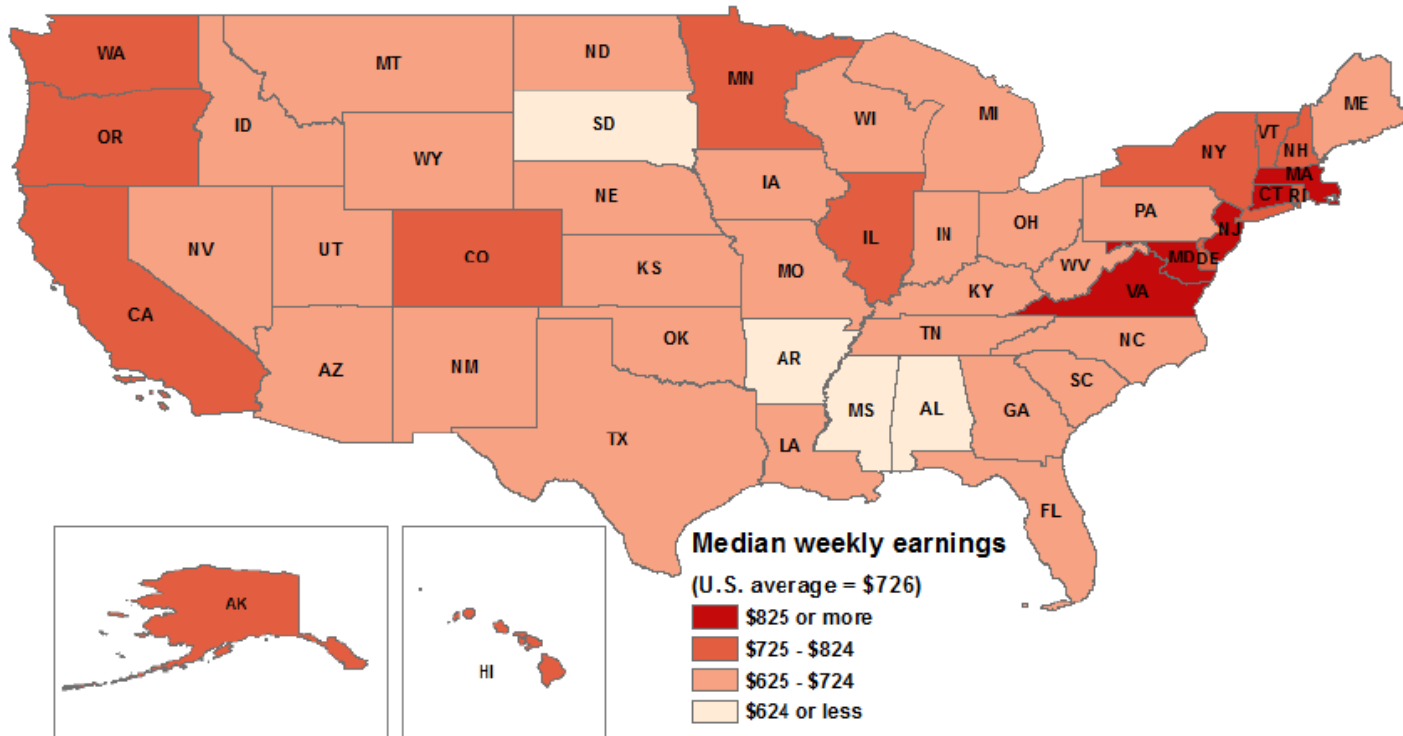 WA
MT
ND
MN
ME
OR
ID
SD
WI
MI
VT
NH
NY
WY
MA
IA
NE
CT
RI
PA
NV
UT
CO
IL
IN
OH
NJ
KS
MO
WV
MD
DE
VA
CA
KY
OK
TN
NC
AZ
NM
AR
SC
MS
AL
GA
TX
LA
FL
AK
HI
Median weekly earnings
(U.S. average = $726)
$825 or more
$725 - $824
$625 - $724
$624 or less